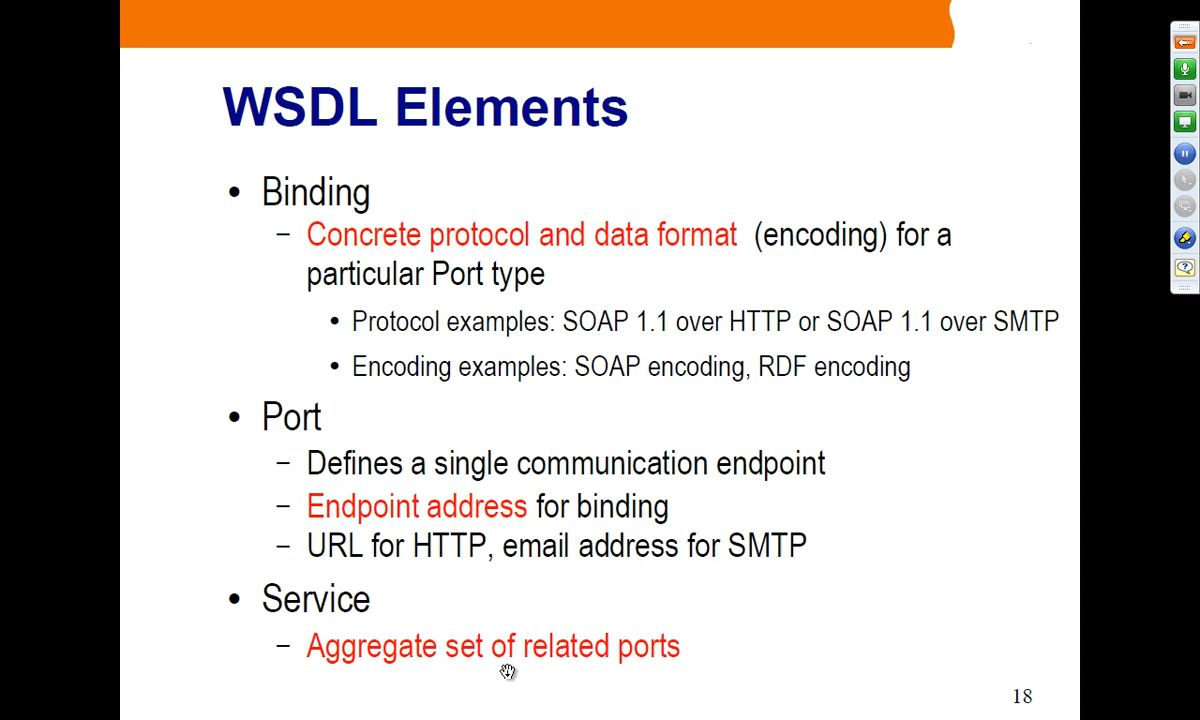 WSDL Elements
• Binding
– Concrete protocol and data format (encoding) for a
particular Port type
• Protocol examples: SOAP 1.1 over HTTP or SOAP 1.1 over SMTP
• Encoding examples: SOAP encoding, RDF encoding
• Port
– Defines a single communication endpoint
– Endpoint address for binding
– URL for HTTP, email address for SMTP
• Service
– Aggregate set of related ports
18